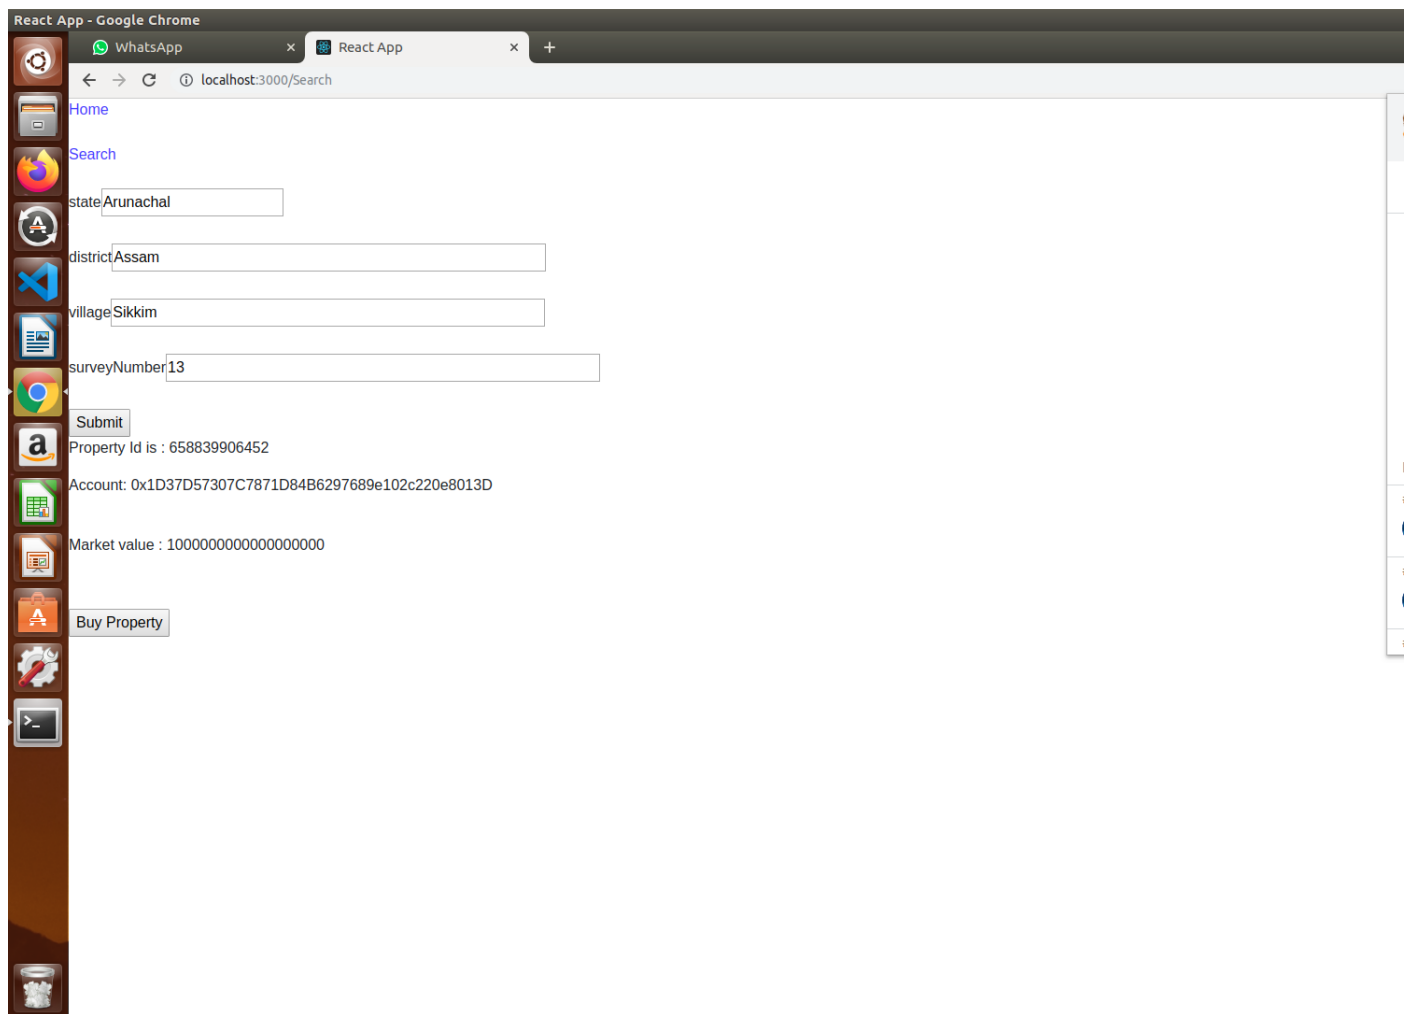 React App - Google Chrome
WhatsApp
React App
localhost:3000/Search
Home
Search
state Arunachal
district Assam
village Sikkim
surveyNumber 13
Submit
Property Id is : 658839906452
Account: 0x1D37D57307C7871D84B6297689e102c220e8013D
Market value : 1000000000000000000
Buy Property